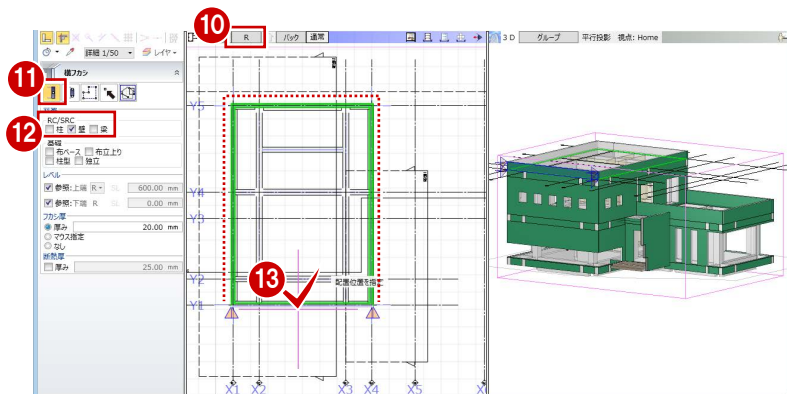 10
R バック 通常
3 D グループ 平行投影 視点: Home
詳細 1/50 レイヤ
11
横フカシ
12
RC/SRC
柱 壁 梁
基礎
布ベース 布立上り
柱型 独立
レベル
参照:上端 R SL 600.00 mm
参照:下端 R SL 0.00 mm
フカシ厚
厚み 20.00 mm
マウス指定
なし
断熱厚
厚み 25.00 mm
Y5
Y4
Y3
Y2
Y1
13
配置位置を指定
X1 X2 X3 X4 X5